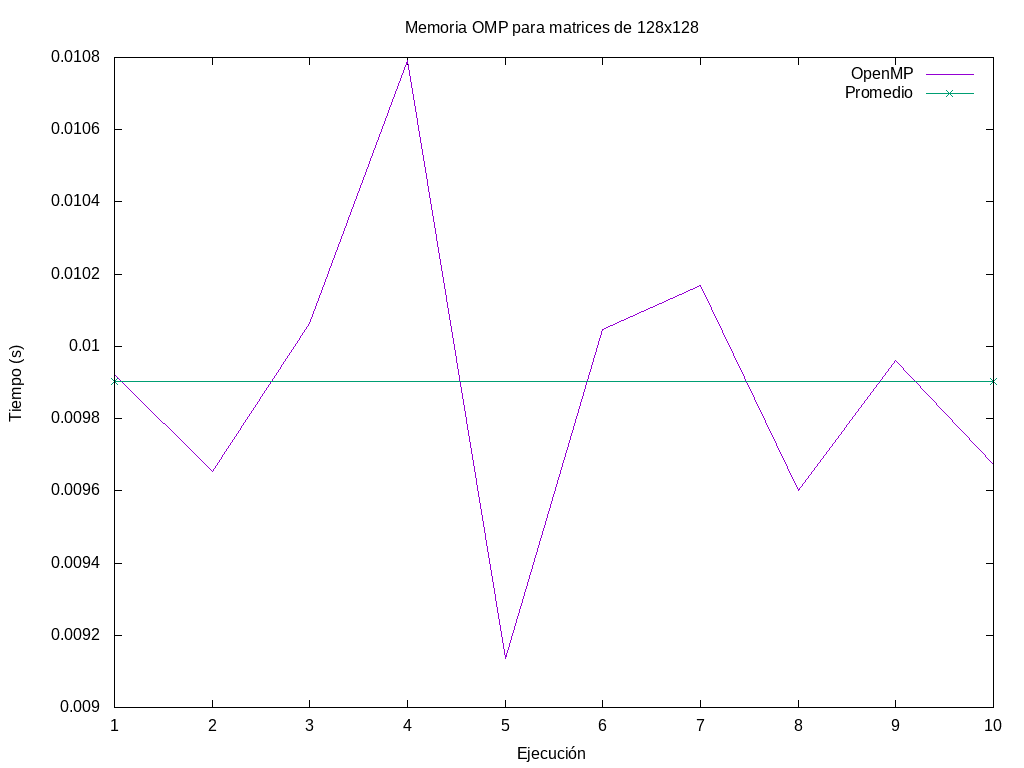 Memoria OMP para matrices de 128x128
OpenMP
Promedio
0.0108
0.0106
0.0104
0.0102
0.01
0.0098
0.0096
0.0094
0.0092
0.009
Tiempo (s)
1 2 3 4 5 6 7 8 9 10
Ejecución